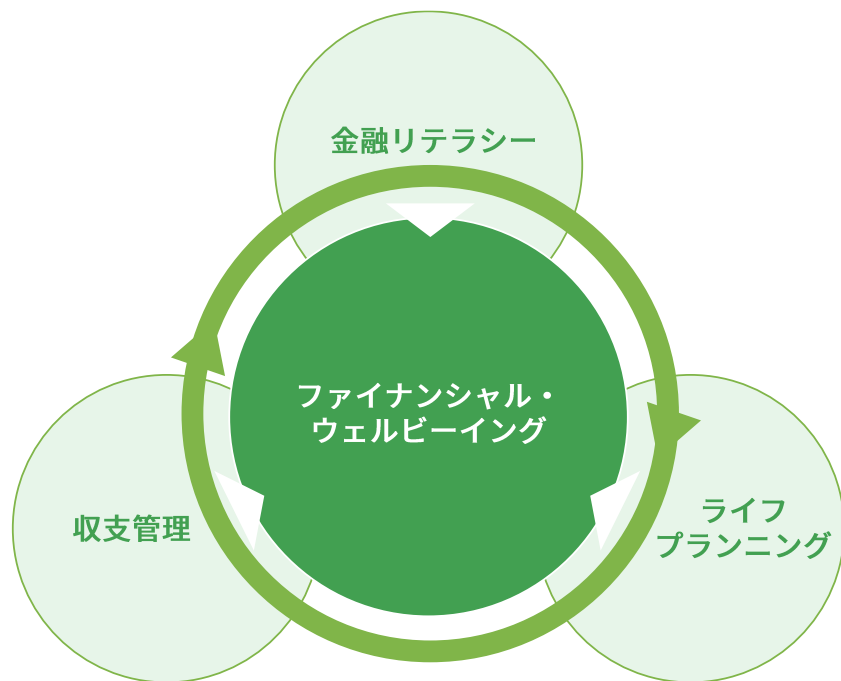 金融リテラシー
ファイナンシャル・
ウェルビーイング
収支管理
ライフ
プランニング